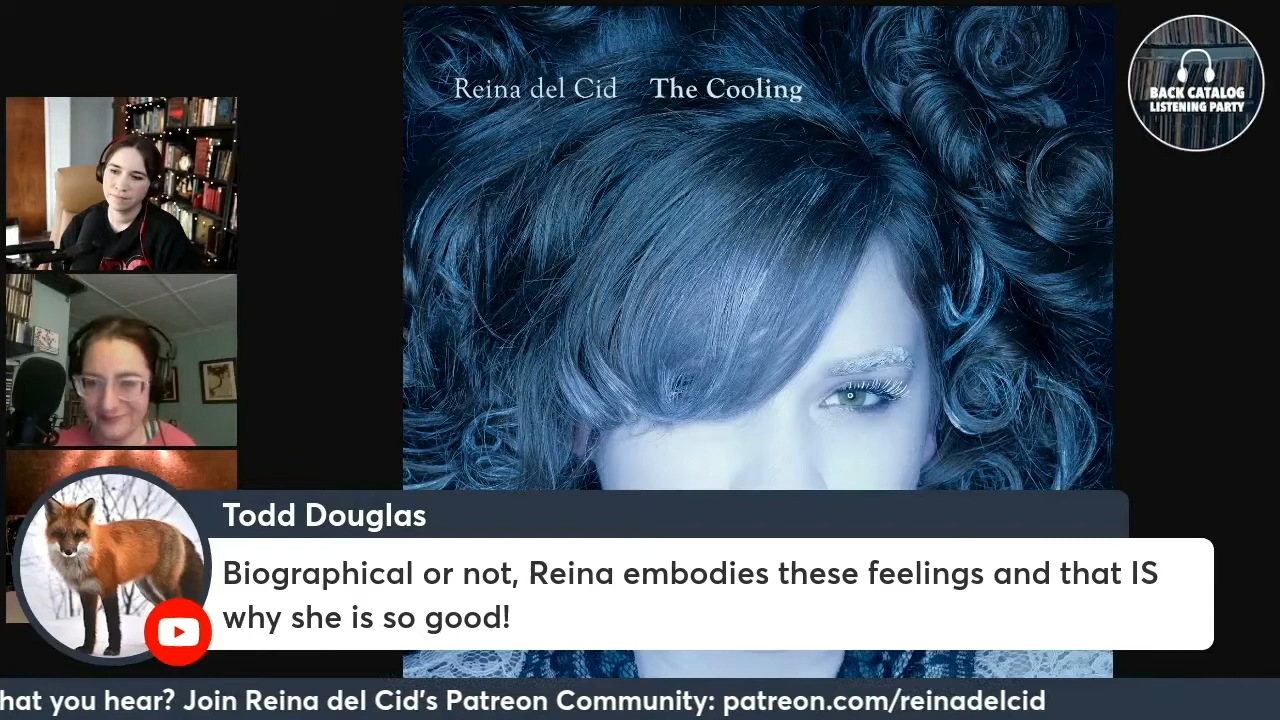 Reina del Cid The Cooling
BACK CATALOG
LISTENING PARTY
Todd Douglas
Biographical or not, Reina embodies these feelings and that IS
why she is so good!
hat you hear? Join Reina del Cid's Patreon Community: patreon.com/reinadelcid